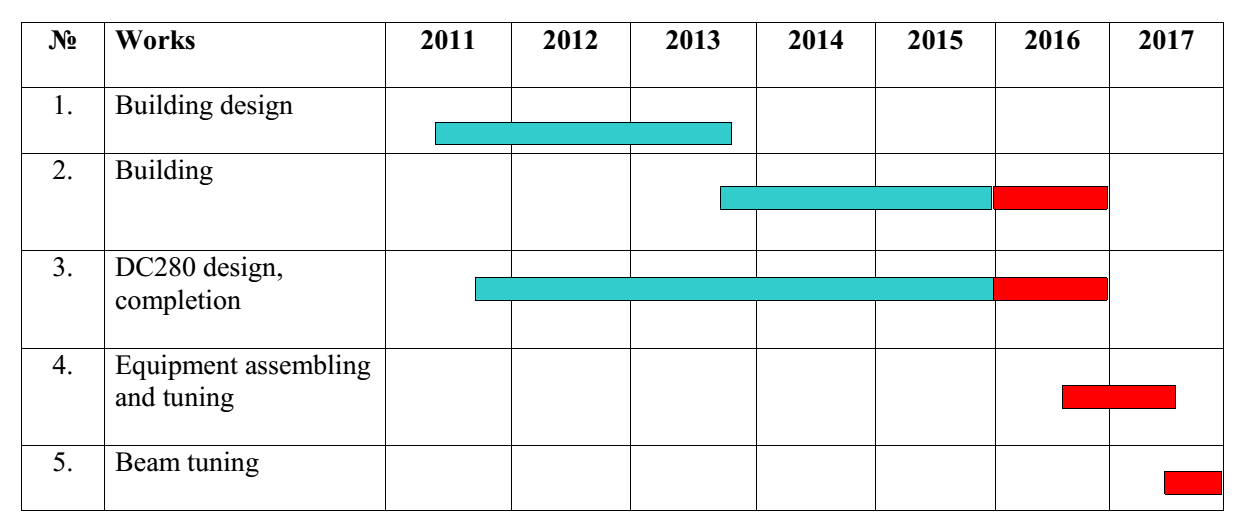 № Works 2011 2012 2013 2014 2015 2016 2017
1. Building design
2. Building
3. DC280 design,
completion
4. Equipment assembling
and tuning
5. Beam tuning